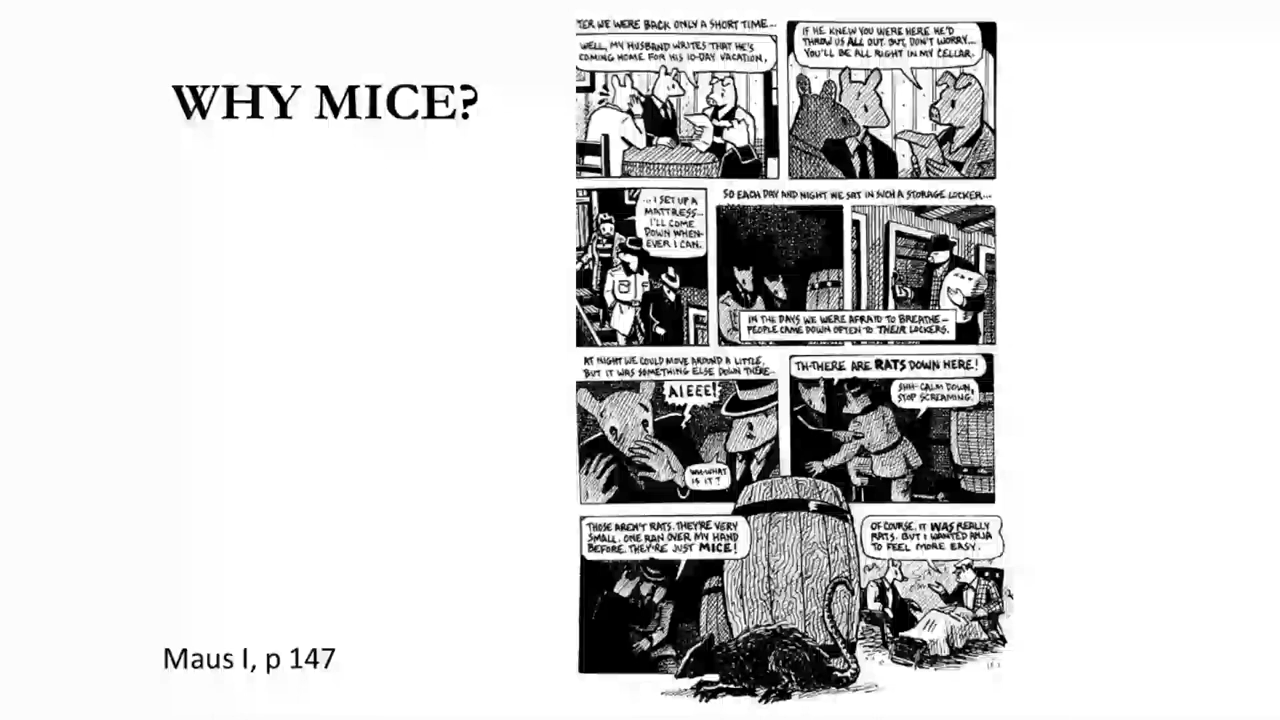 WHY MICE?
TER WE WERE BACK ONLY A SHORT TIME...
WELL, MY HUSBAND WRITES THAT HE'S
COMING HOME FOR HIS 10-DAY VACATION,
IF HE KNEW YOU WERE HERE HE'D
THROW US ALL OUT. BUT, DON'T WORRY...
YOU'LL BE ALL RIGHT IN MY CELLAR.
... I SET UP A
MATTRESS...
I'LL COME
DOWN WHEN-
EVER I CAN.
SO EACH DAY AND NIGHT WE SAT IN SUCH A STORAGE LOCKER...
IN THE DAYS WE WERE AFRAID TO BREATHE—
PEOPLE CAME DOWN OFTEN TO THEIR LOCKERS.
AT NIGHT WE COULD MOVE AROUND A LITTLE,
BUT IT WAS SOMETHING ELSE DOWN THERE...
AIEEE!
WH-WHAT
IS IT?
TH-THERE ARE RATS DOWN HERE!
SHH- CALM DOWN,
STOP SCREAMING.
THOSE AREN'T RATS. THEY'RE VERY
SMALL. ONE RAN OVER MY HAND
BEFORE. THEY'RE JUST MICE!
OF COURSE, IT WAS REALLY
RATS. BUT I WANTED ANJA
TO FEEL MORE EASY.
Maus I, p 147